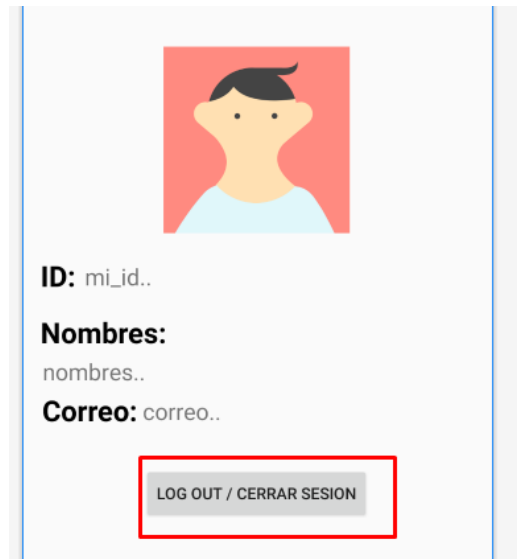 ID: mi_id..
Nombres:
nombres..
Correo: correo..
LOG OUT / CERRAR SESION